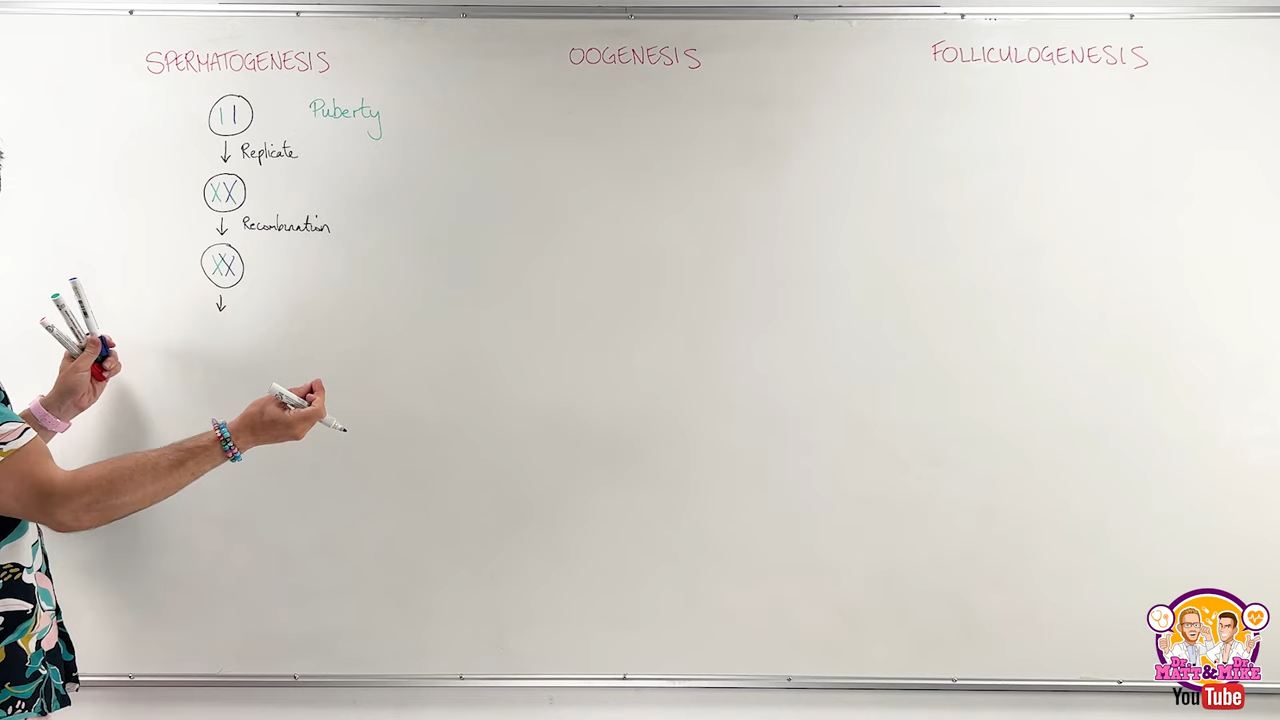 SPERMATOGENESIS
OOGENESIS
FOLLICULOGENESIS
Puberty
Replicate
Recombination
DR. MATT & DR. MIKE
YouTube